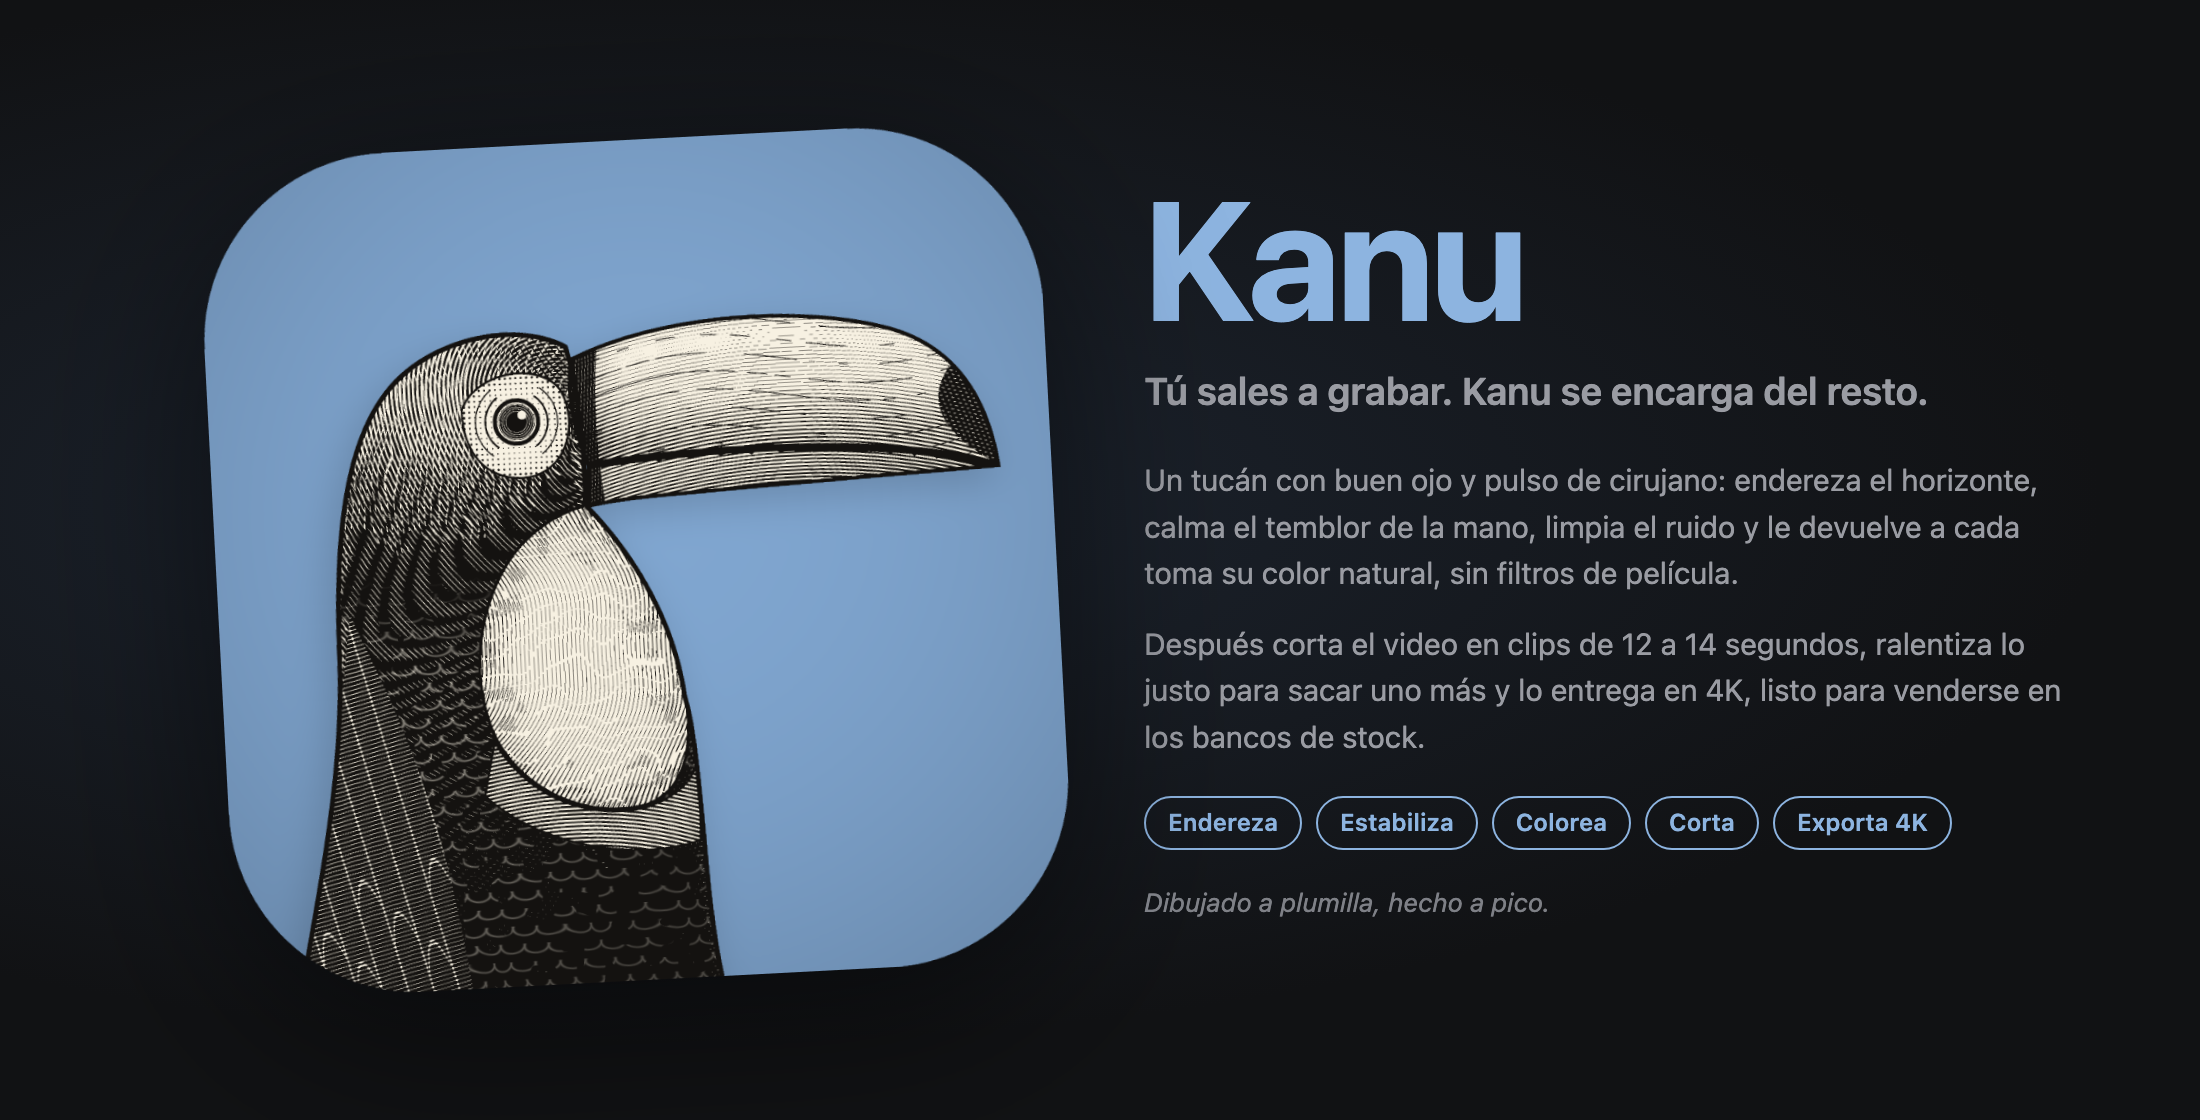 Kanu
Tú sales a grabar. Kanu se encarga del resto.
Un tucán con buen ojo y pulso de cirujano: endereza el horizonte,
calma el temblor de la mano, limpia el ruido y le devuelve a cada
toma su color natural, sin filtros de película.
Después corta el video en clips de 12 a 14 segundos, ralentiza lo
justo para sacar uno más y lo entrega en 4K, listo para venderse en
los bancos de stock.
Endereza Estabiliza Colorea Corta Exporta 4K
Dibujado a plumilla, hecho a pico.